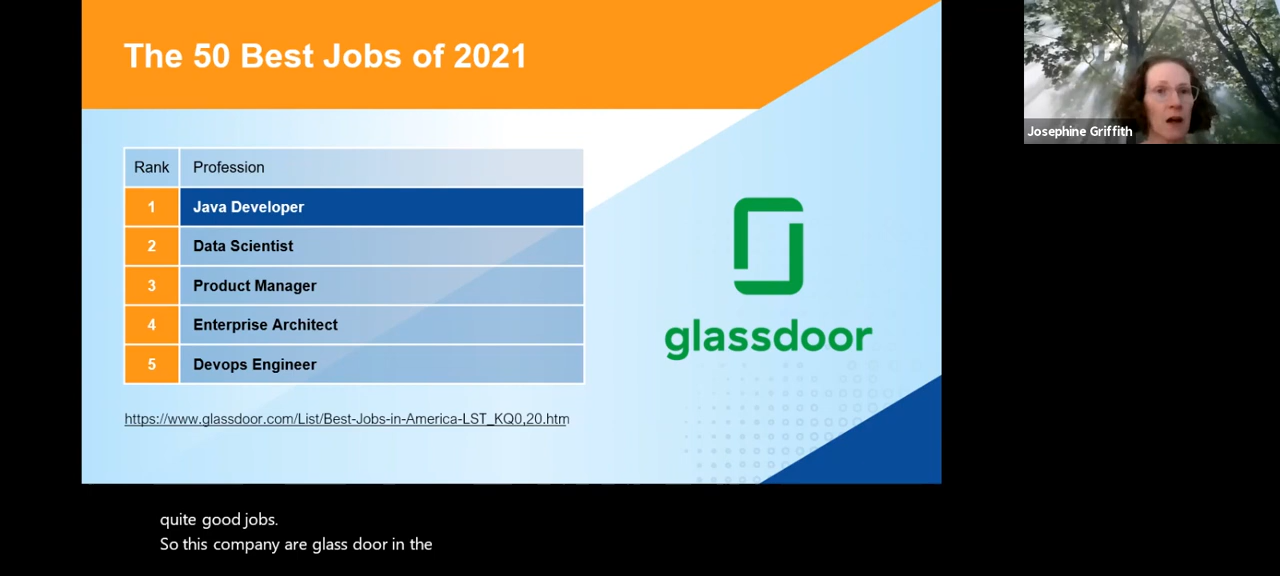 The 50 Best Jobs of 2021
Josephine Griffith
Rank Profession
1 Java Developer
2 Data Scientist
3 Product Manager
4 Enterprise Architect
5 Devops Engineer
glassdoor
https://www.glassdoor.com/List/Best-Jobs-in-America-LST_KQ0,20.htm
quite good jobs.
So this company are glass door in the